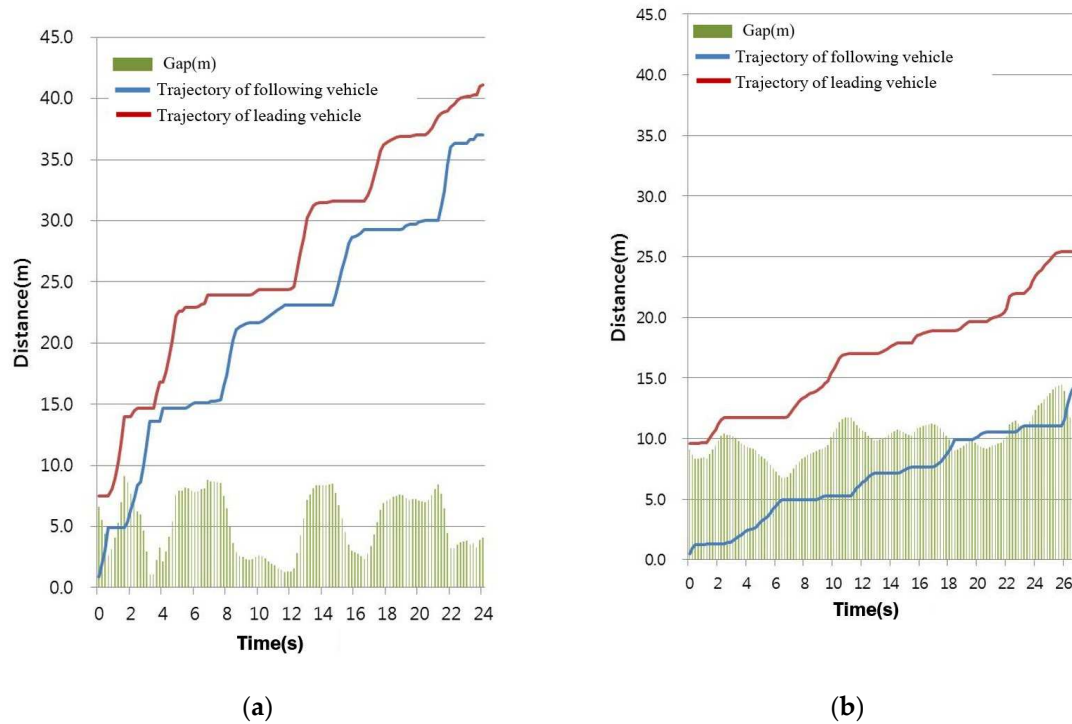 45.0
40.0
35.0
30.0
25.0
20.0
15.0
10.0
5.0
0.0
Distance(m)
Gap(m)
Trajectory of following vehicle
Trajectory of leading vehicle
0 2 4 6 8 10 12 14 16 18 20 22 24
Time(s)
(a)
45.0
40.0
35.0
30.0
25.0
20.0
15.0
10.0
5.0
0.0
Distance(m)
Gap(m)
Trajectory of following vehicle
Trajectory of leading vehicle
0 2 4 6 8 10 12 14 16 18 20 22 24 26
Time(s)
(b)